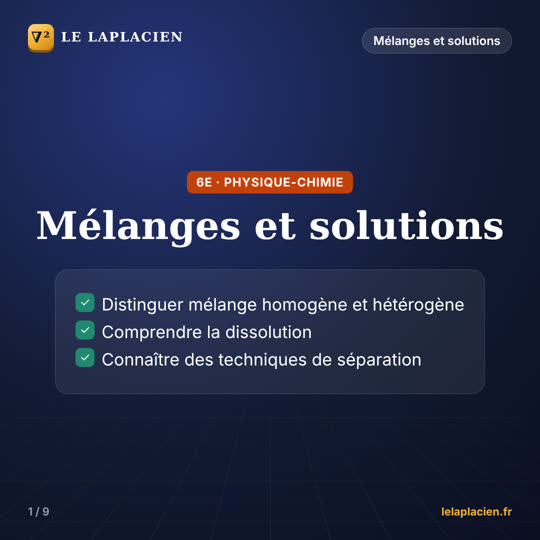 ∇² LE LAPLACIEN
Mélanges et solutions
6E · PHYSIQUE-CHIMIE
Mélanges et solutions
Distinguer mélange homogène et hétérogène
Comprendre la dissolution
Connaître des techniques de séparation
1 / 9
lelaplacien.fr